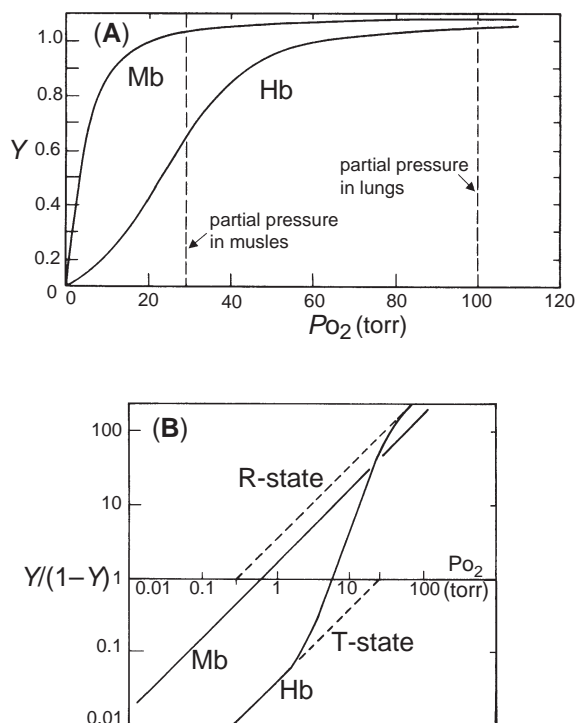 (A)
1.0
0.8
Y
0.6
0.4
0.2
0
Mb
Hb
partial pressure
in lungs
partial pressure
in musles
0
20
40
60
80
100
120
Po2 (torr)
(B)
100
10
Y/(1–Y) 1
0.1
0.01
R-state
0.01 0.1 1 10 100
Po2
(torr)
T-state
Mb
Hb